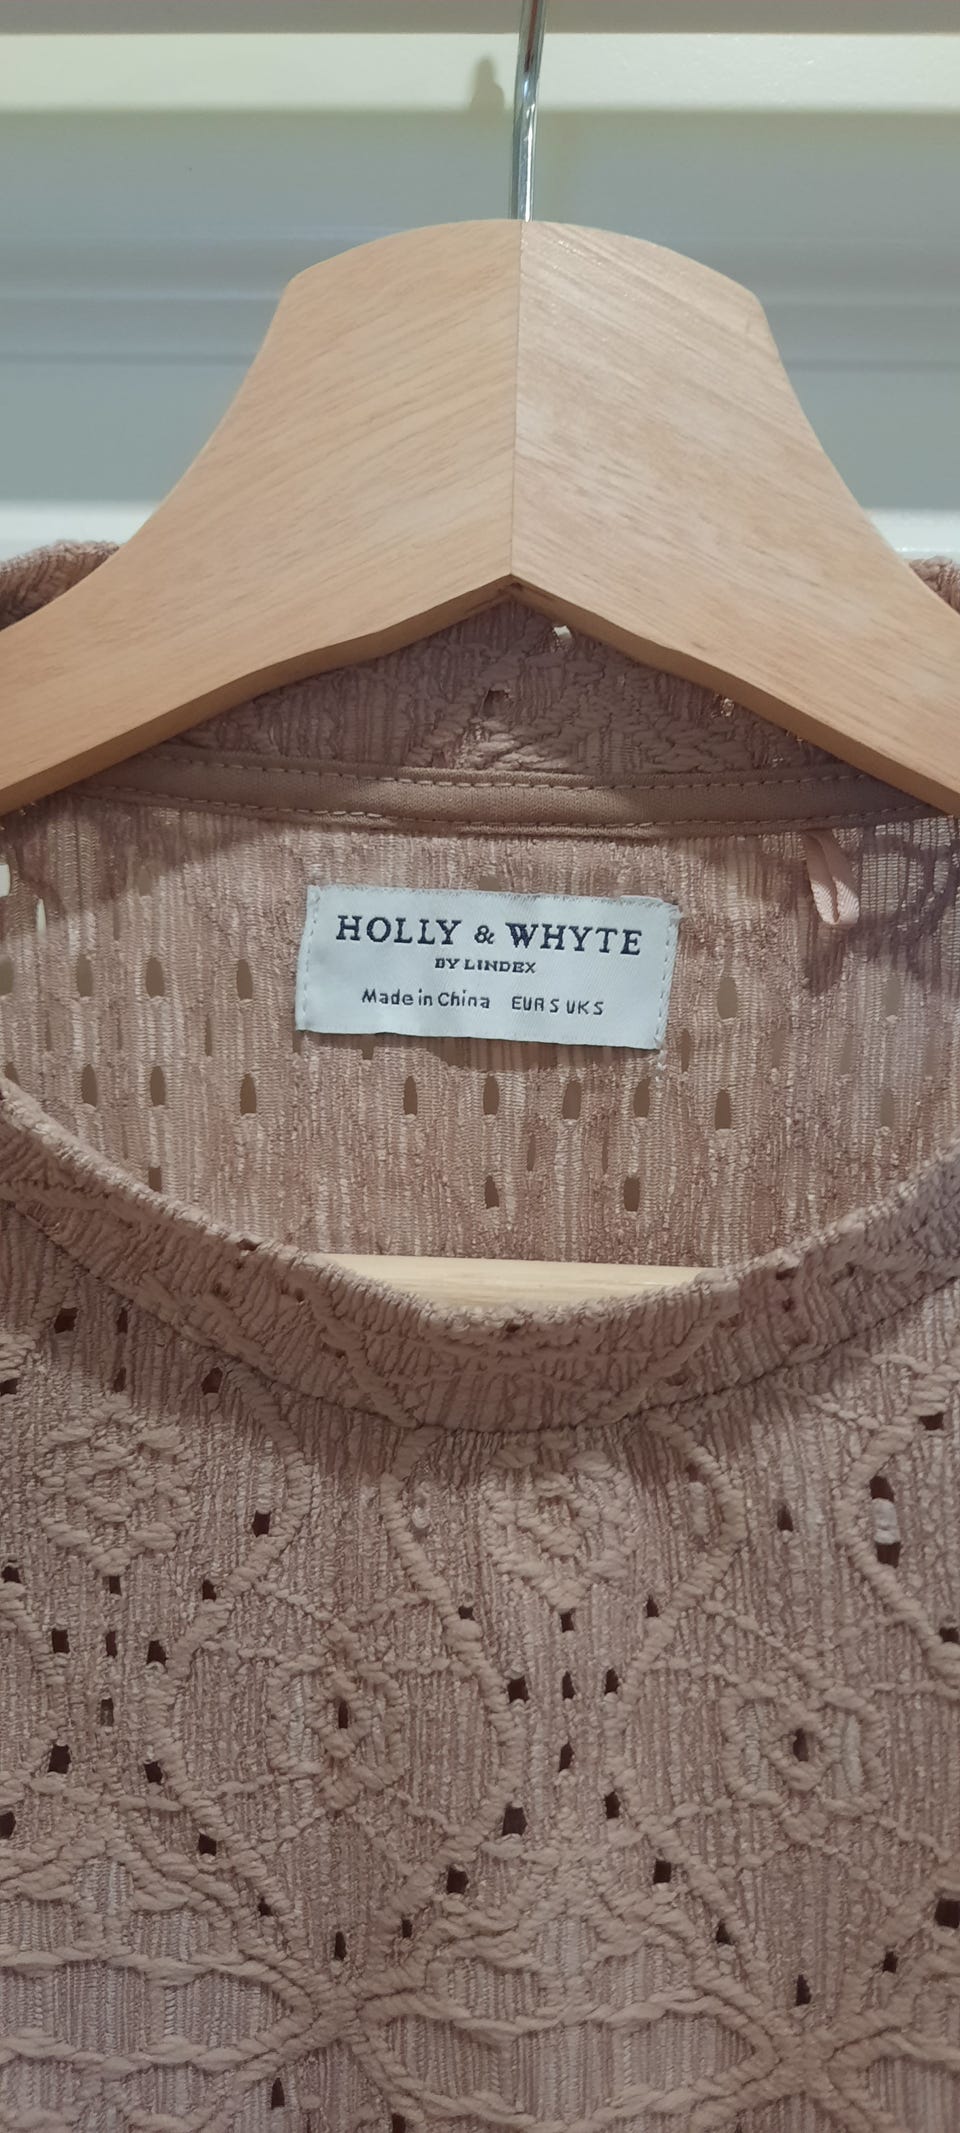 HOLLY & WHYTE
BY LINDEX
Made in China EUR S UK S